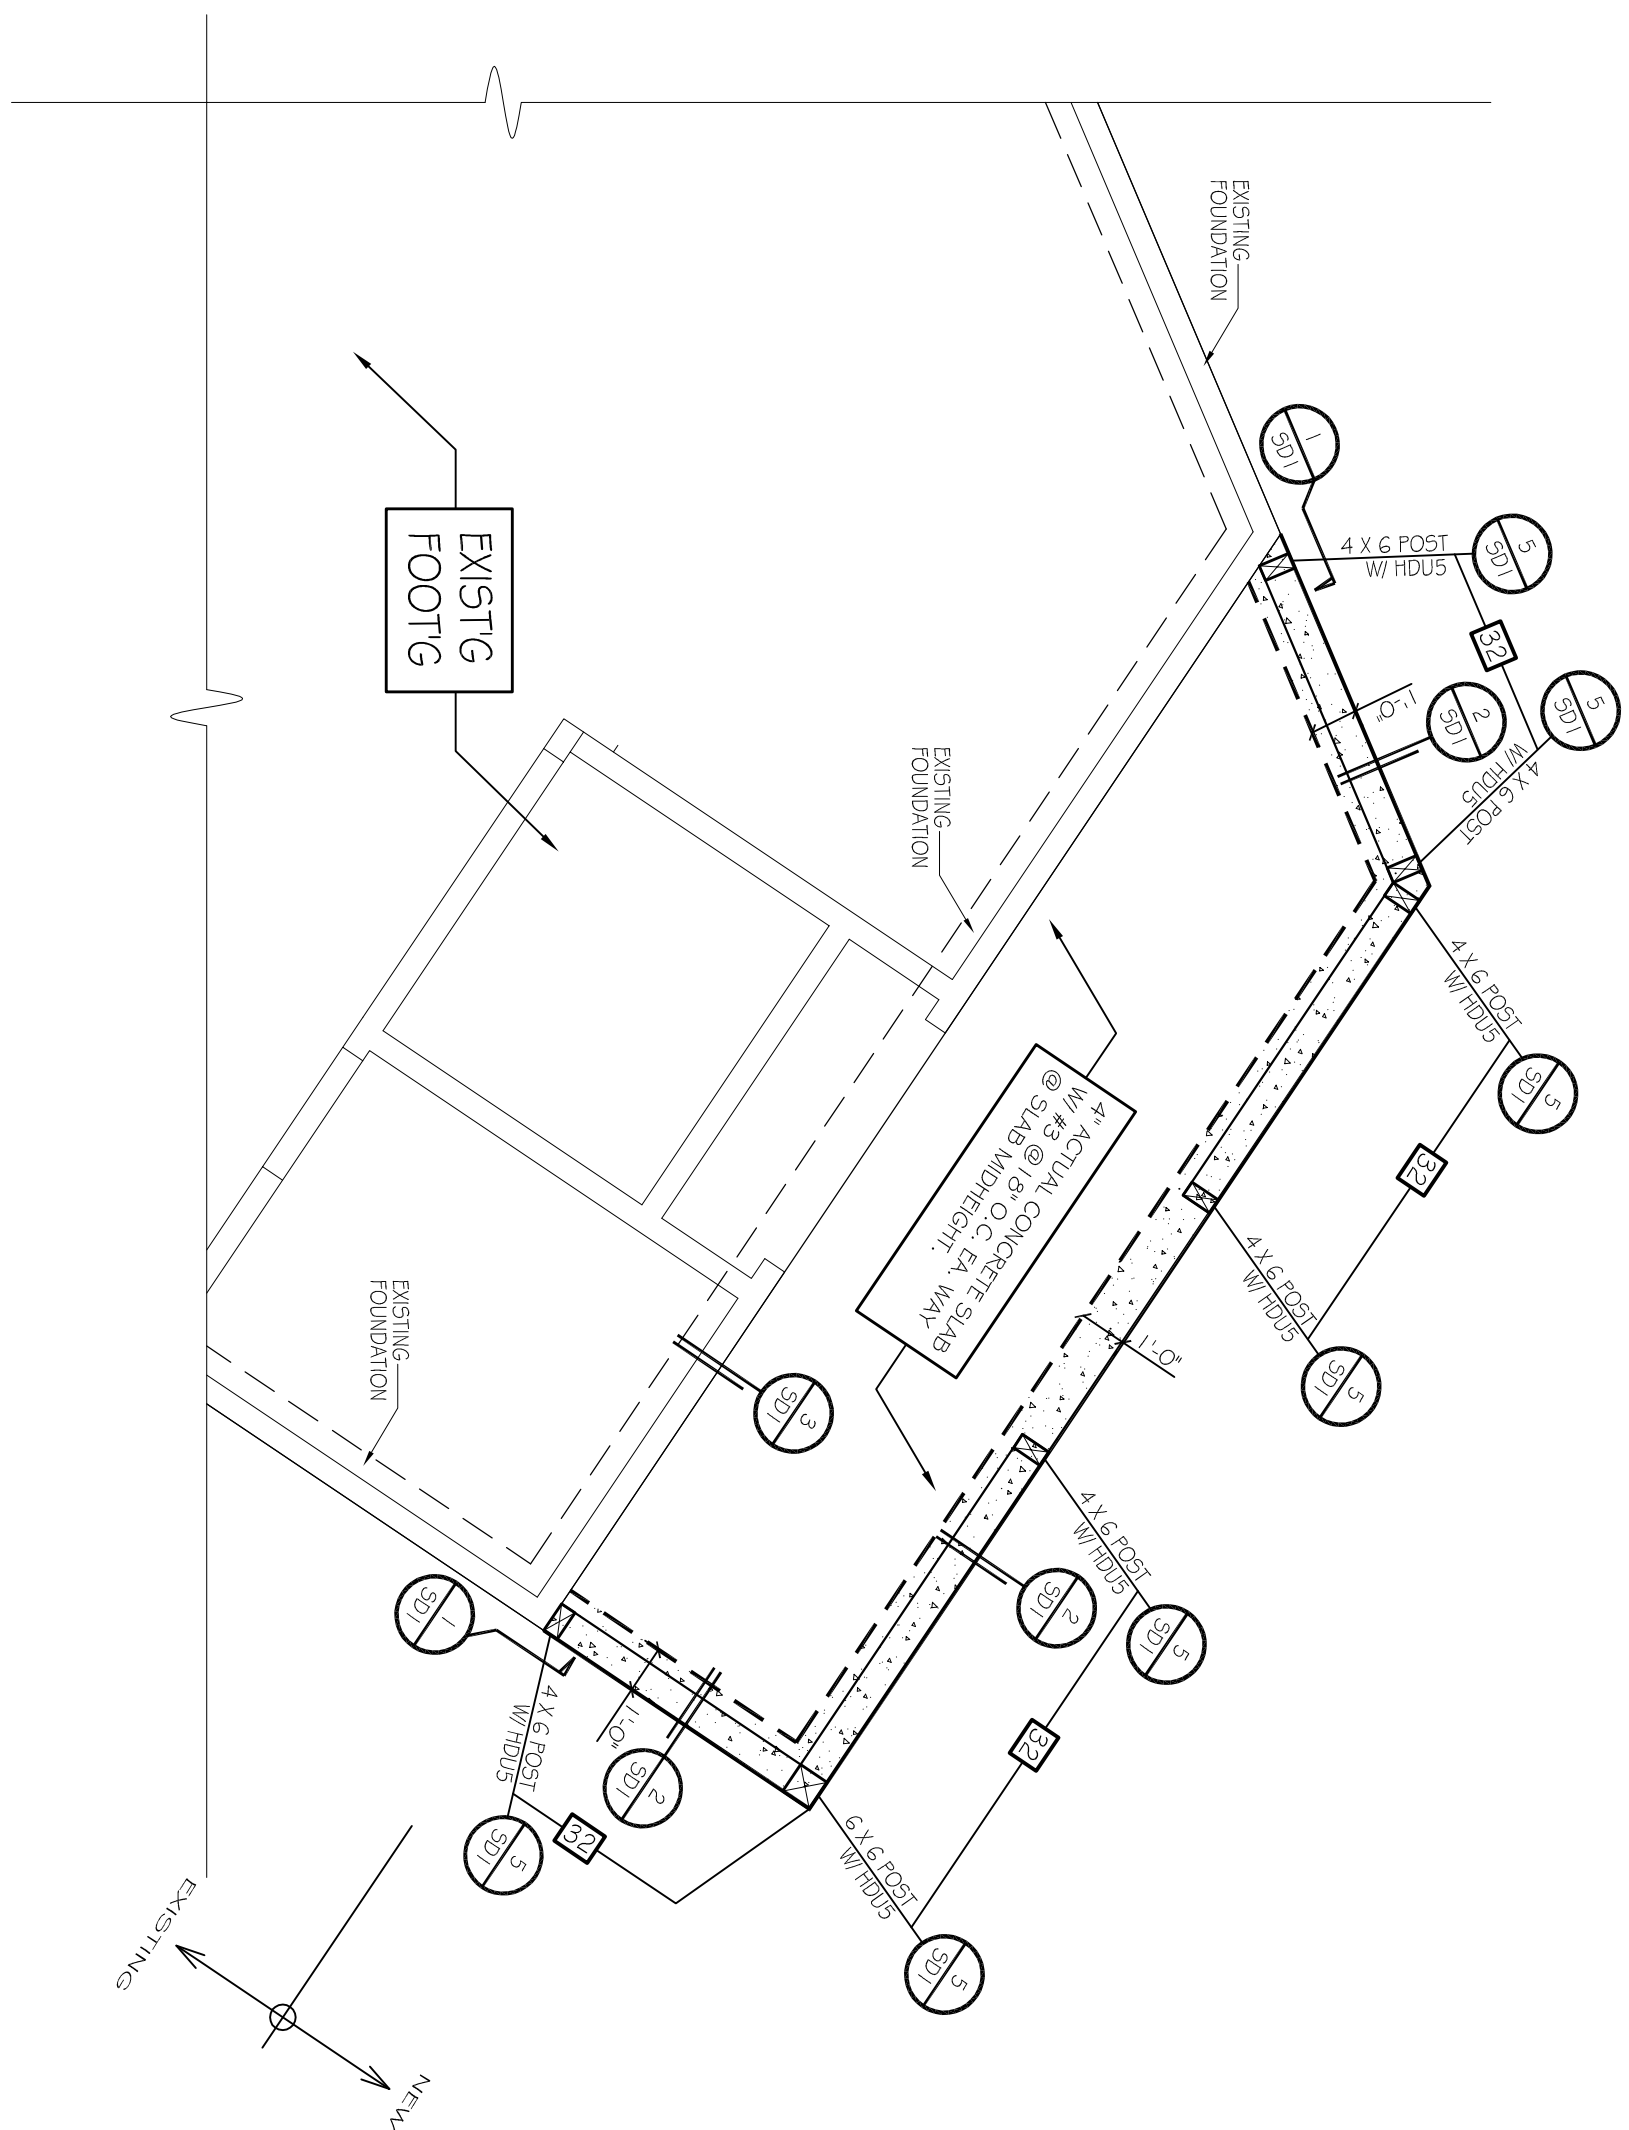 EXISTING
FOUNDATION
1
SD1
4 X 6 POST
W/ HDU5
5
SD1
32
5
SD1
4 X 6 POST
W/ HDU5
1'-0"
2
SD1
4 X 6 POST
W/ HDU5
5
SD1
32
4 X 6 POST
W/ HDU5
5
SD1
EXIST'G
FOOT'G
EXISTING
FOUNDATION
4" ACTUAL CONCRETE SLAB
W/ #3 @ 18" O.C. EA. WAY
@ SLAB MIDHEIGHT.
1'-0"
EXISTING
FOUNDATION
3
SD1
4 X 6 POST
W/ HDU5
5
SD1
2
SD1
32
1
SD1
1'-0"
2
SD1
4 X 6 POST
W/ HDU5
5
SD1
32
6 X 6 POST
W/ HDU5
5
SD1
EXISTING
NEW